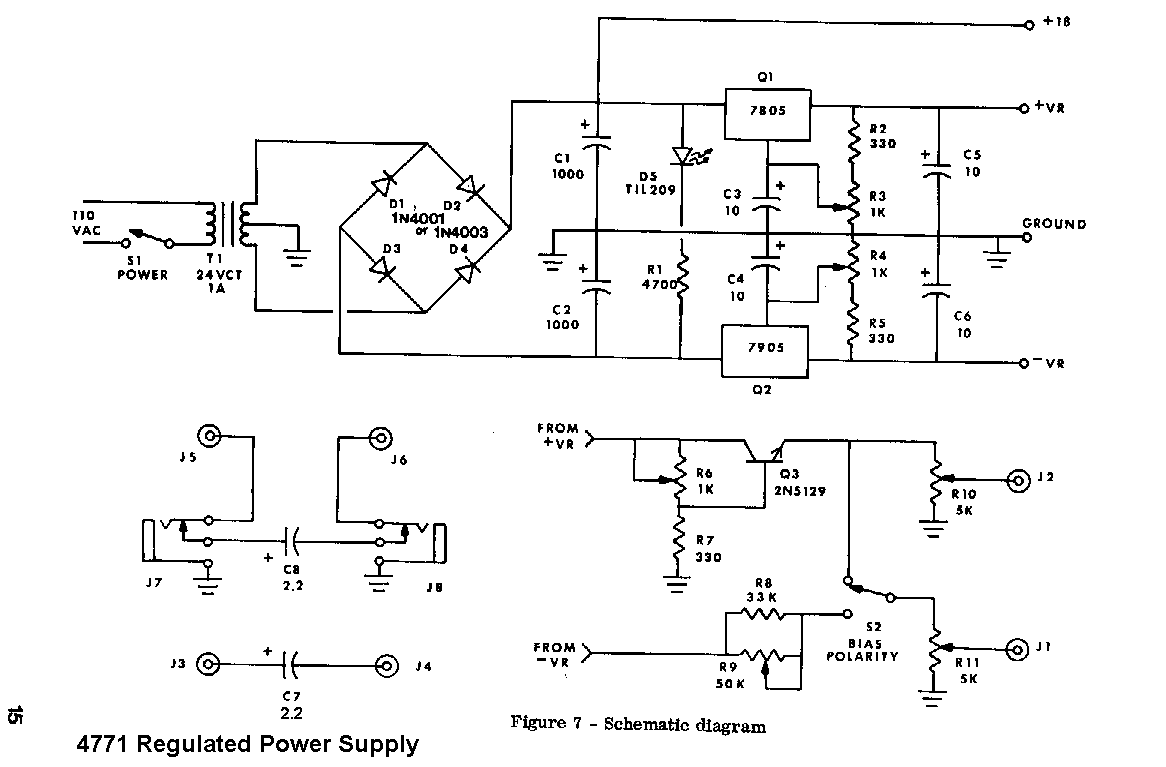 +18
Q1
7805
+VR
+
R2
330
+
C5
10
C1
1000
D5
TIL209
+
C3
10
R3
1K
D1
D2
1N4001
or 1N4003
110
VAC
GROUND
D3
D4
S1
POWER
T1
24VCT
1A
+
R4
1K
+
C4
10
+
R1
4700
C2
1000
C6
10
R5
330
7905
–VR
Q2
FROM
+VR
J5
J6
R6
1K
Q3
2N5129
J2
R10
5K
R7
330
J7
+
C8
2.2
J8
R8
33K
S2
BIAS
POLARITY
FROM
–VR
J1
R9
50K
R11
5K
J3
+
J4
C7
2.2
15
Figure 7 - Schematic diagram
4771 Regulated Power Supply